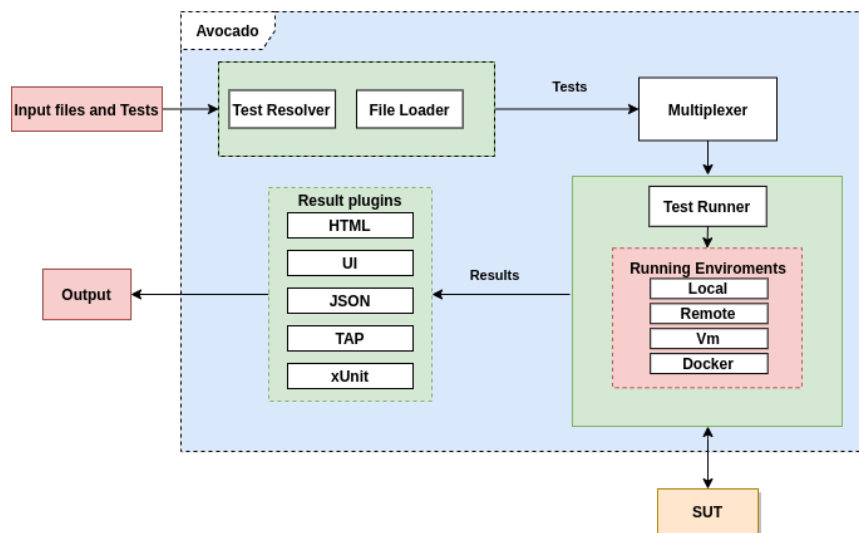 Avocado
Input files and Tests
Test Resolver
File Loader
Tests
Multiplexer
Test Runner
Running Enviroments
Local
Remote
Vm
Docker
Results
Result plugins
HTML
UI
JSON
TAP
xUnit
Output
SUT